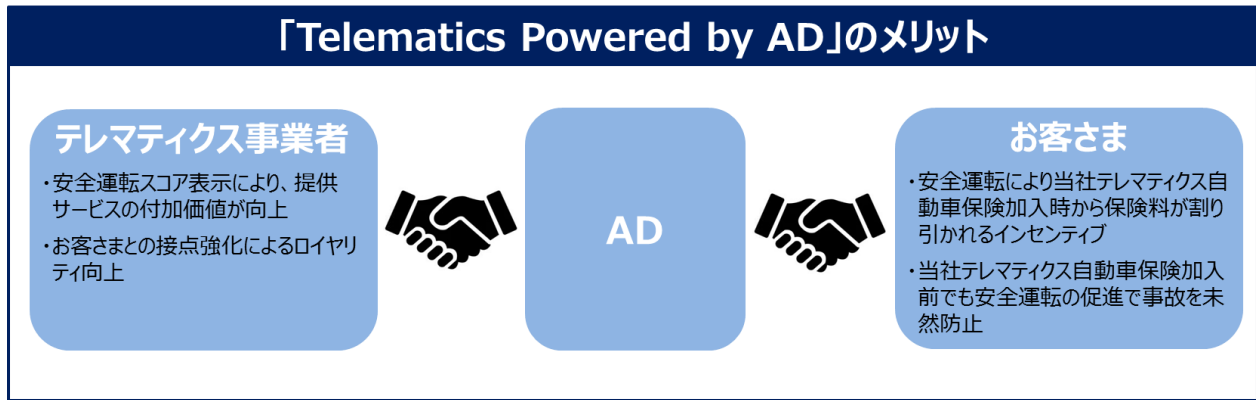 「Telematics Powered by AD」のメリット
テレマティクス事業者
・安全運転スコア表示により、提供
サービスの付加価値が向上
・お客さまとの接点強化によるロイヤリ
ティ向上
AD
お客さま
・安全運転により当社テレマティクス自
動車保険加入時から保険料が割り
引かれるインセンティブ
・当社テレマティクス自動車保険加入
前でも安全運転の促進で事故を未
然防止